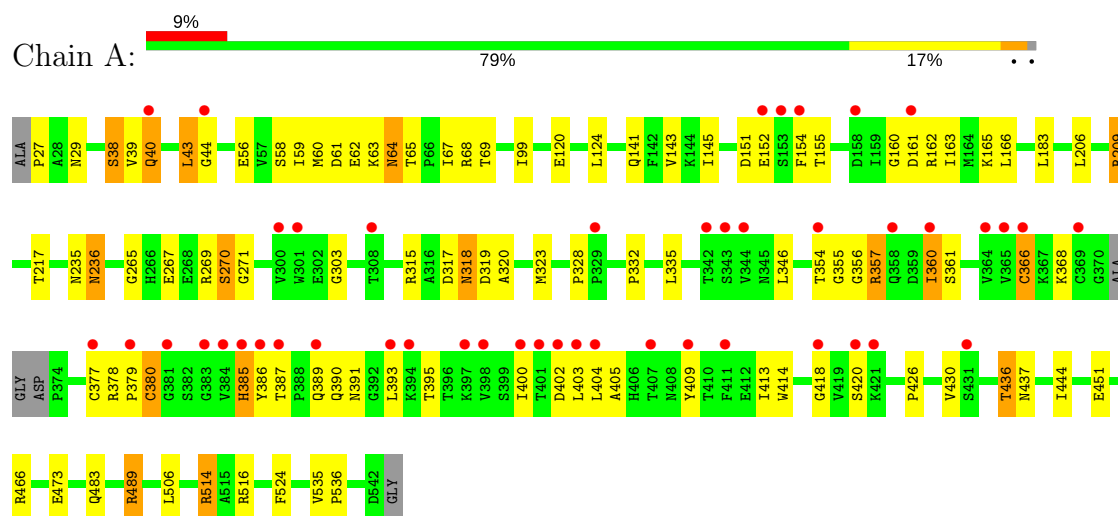 9%
Chain A:
79% 17% • •
ALA P27 A28 N29 S38 V39 Q40 L43 G44 E56 V57 S58 I59 M60 D61 E62 K63 N64 T65 P66 I67 R68 T69 I99 E120 L124 Q141 F142 V143 K144 I145 D151 E152 S153 F154 T155 D158 I159 G160 D161 R162 I163 M164 K165 L166 L183 L206
T217 N235 N236 G265 H266 E267 E268 R269 S270 G271 V300 W301 E302 G303 T308 R315 A316 D317 N318 D319 A320 M323 P328 P329 P332 L335 T342 S343 V344 N345 L346 T354 G355 G356 R357 Q358 D359 I360 S361 V364 V365 C366 K367 K368 C369 G370 ALA
GLY ASP P374 C377 R378 P379 C380 G381 S382 G383 V384 H385 Y386 T387 P388 Q389 Q390 N391 G392 L393 K394 T395 T396 K397 V398 S399 I400 T401 D402 L403 L404 A405 H406 T407 N408 Y409 T410 F411 E412 I413 W414 G418 V419 S420 K421 P426 V430 S431 T436 N437 I444 E451
R466 E473 Q483 R489 L506 R514 A515 R516 F524 V535 P536 D542 GLY